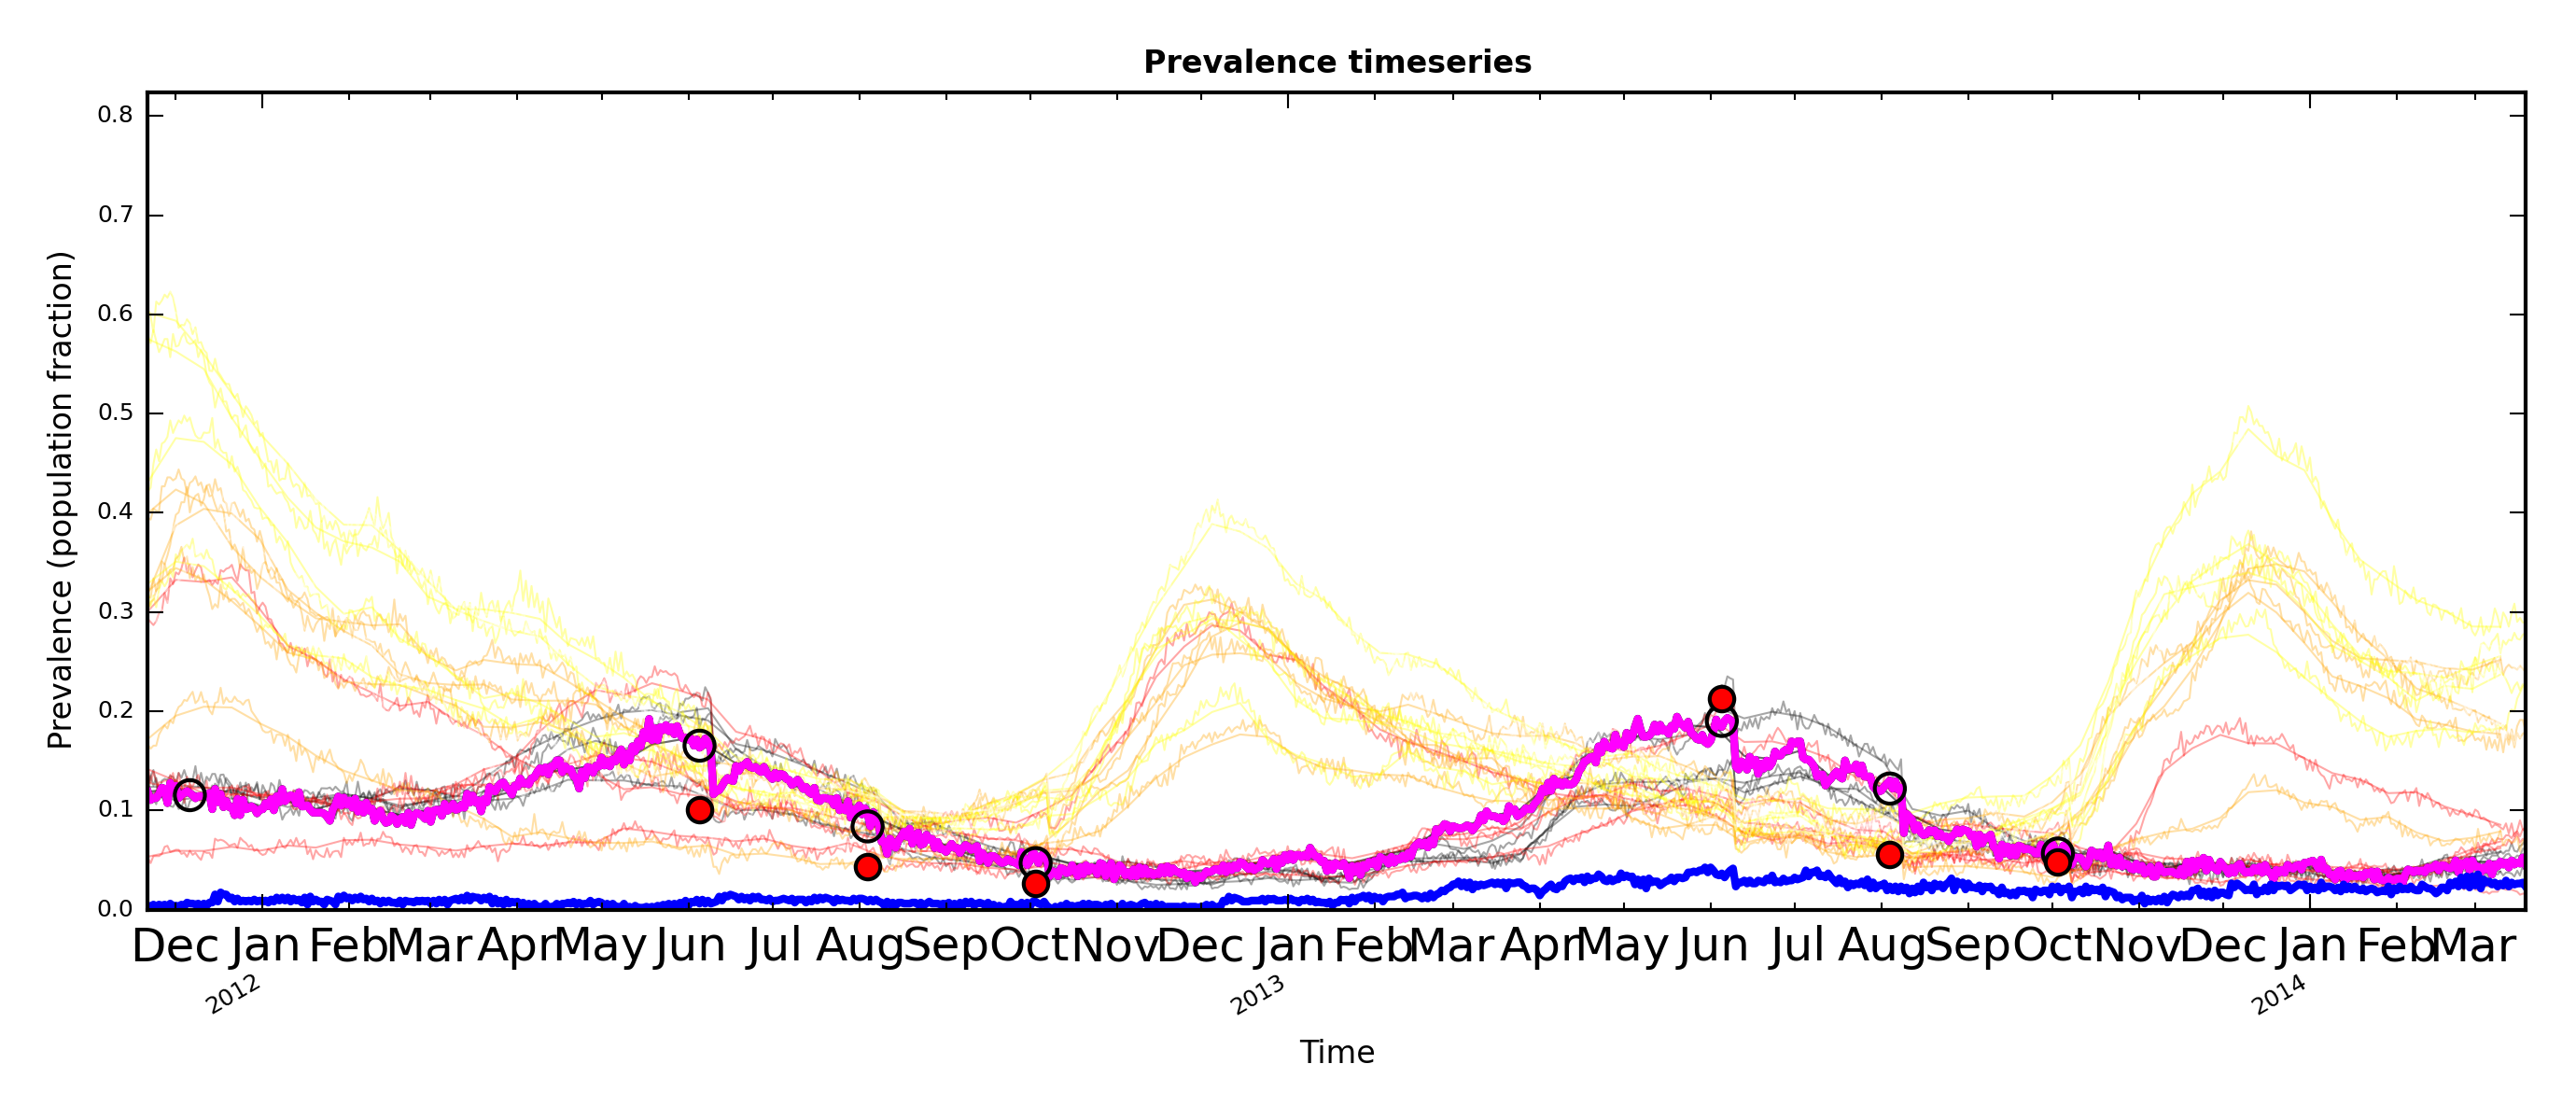 Prevalence timeseries
0.8
0.7
0.6
0.5
0.4
0.3
0.2
0.1
0.0
Prevalence (population fraction)
Dec Jan Feb Mar Apr May Jun Jul Aug Sep Oct Nov Dec Jan Feb Mar Apr May Jun Jul Aug Sep Oct Nov Dec Jan Feb Mar
2012 2013 2014
Time